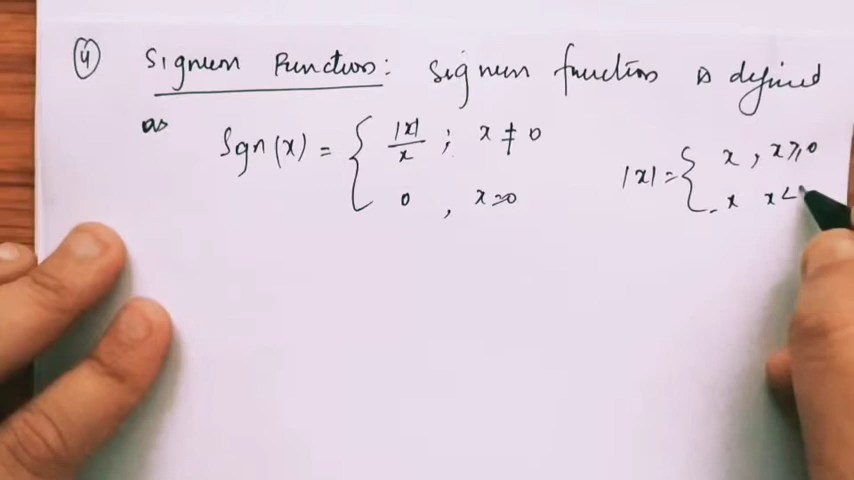 4 Signum Function: Signum function is defined
as Sgn(x) = { |x|/x ; x ≠ 0
0 , x=0
|x| = { x , x≥0
-x x<